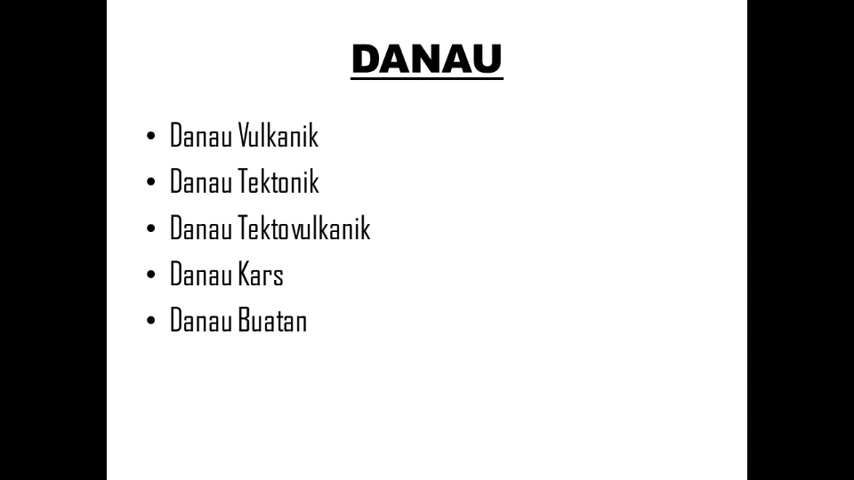 DANAU
• Danau Vulkanik
• Danau Tektonik
• Danau Tektovulkanik
• Danau Kars
• Danau Buatan